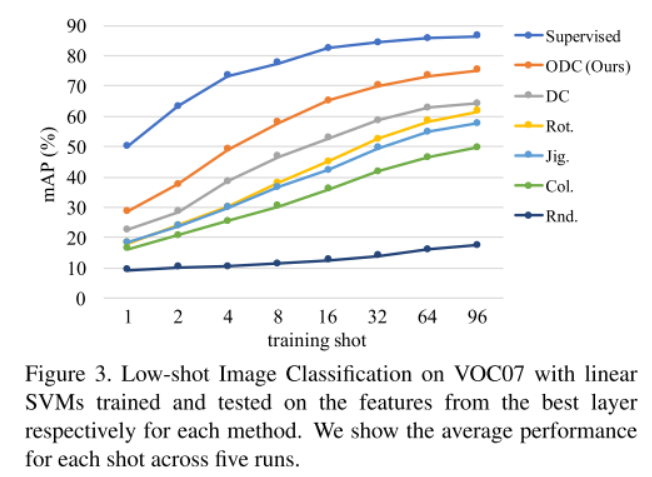 90
80
70
60
50
40
30
20
10
0
mAP (%)
1 2 4 8 16 32 64 96
training shot
Supervised
ODC (Ours)
DC
Rot.
Jig.
Col.
Rnd.
Figure 3. Low-shot Image Classification on VOC07 with linear
SVMs trained and tested on the features from the best layer
respectively for each method. We show the average performance
for each shot across five runs.